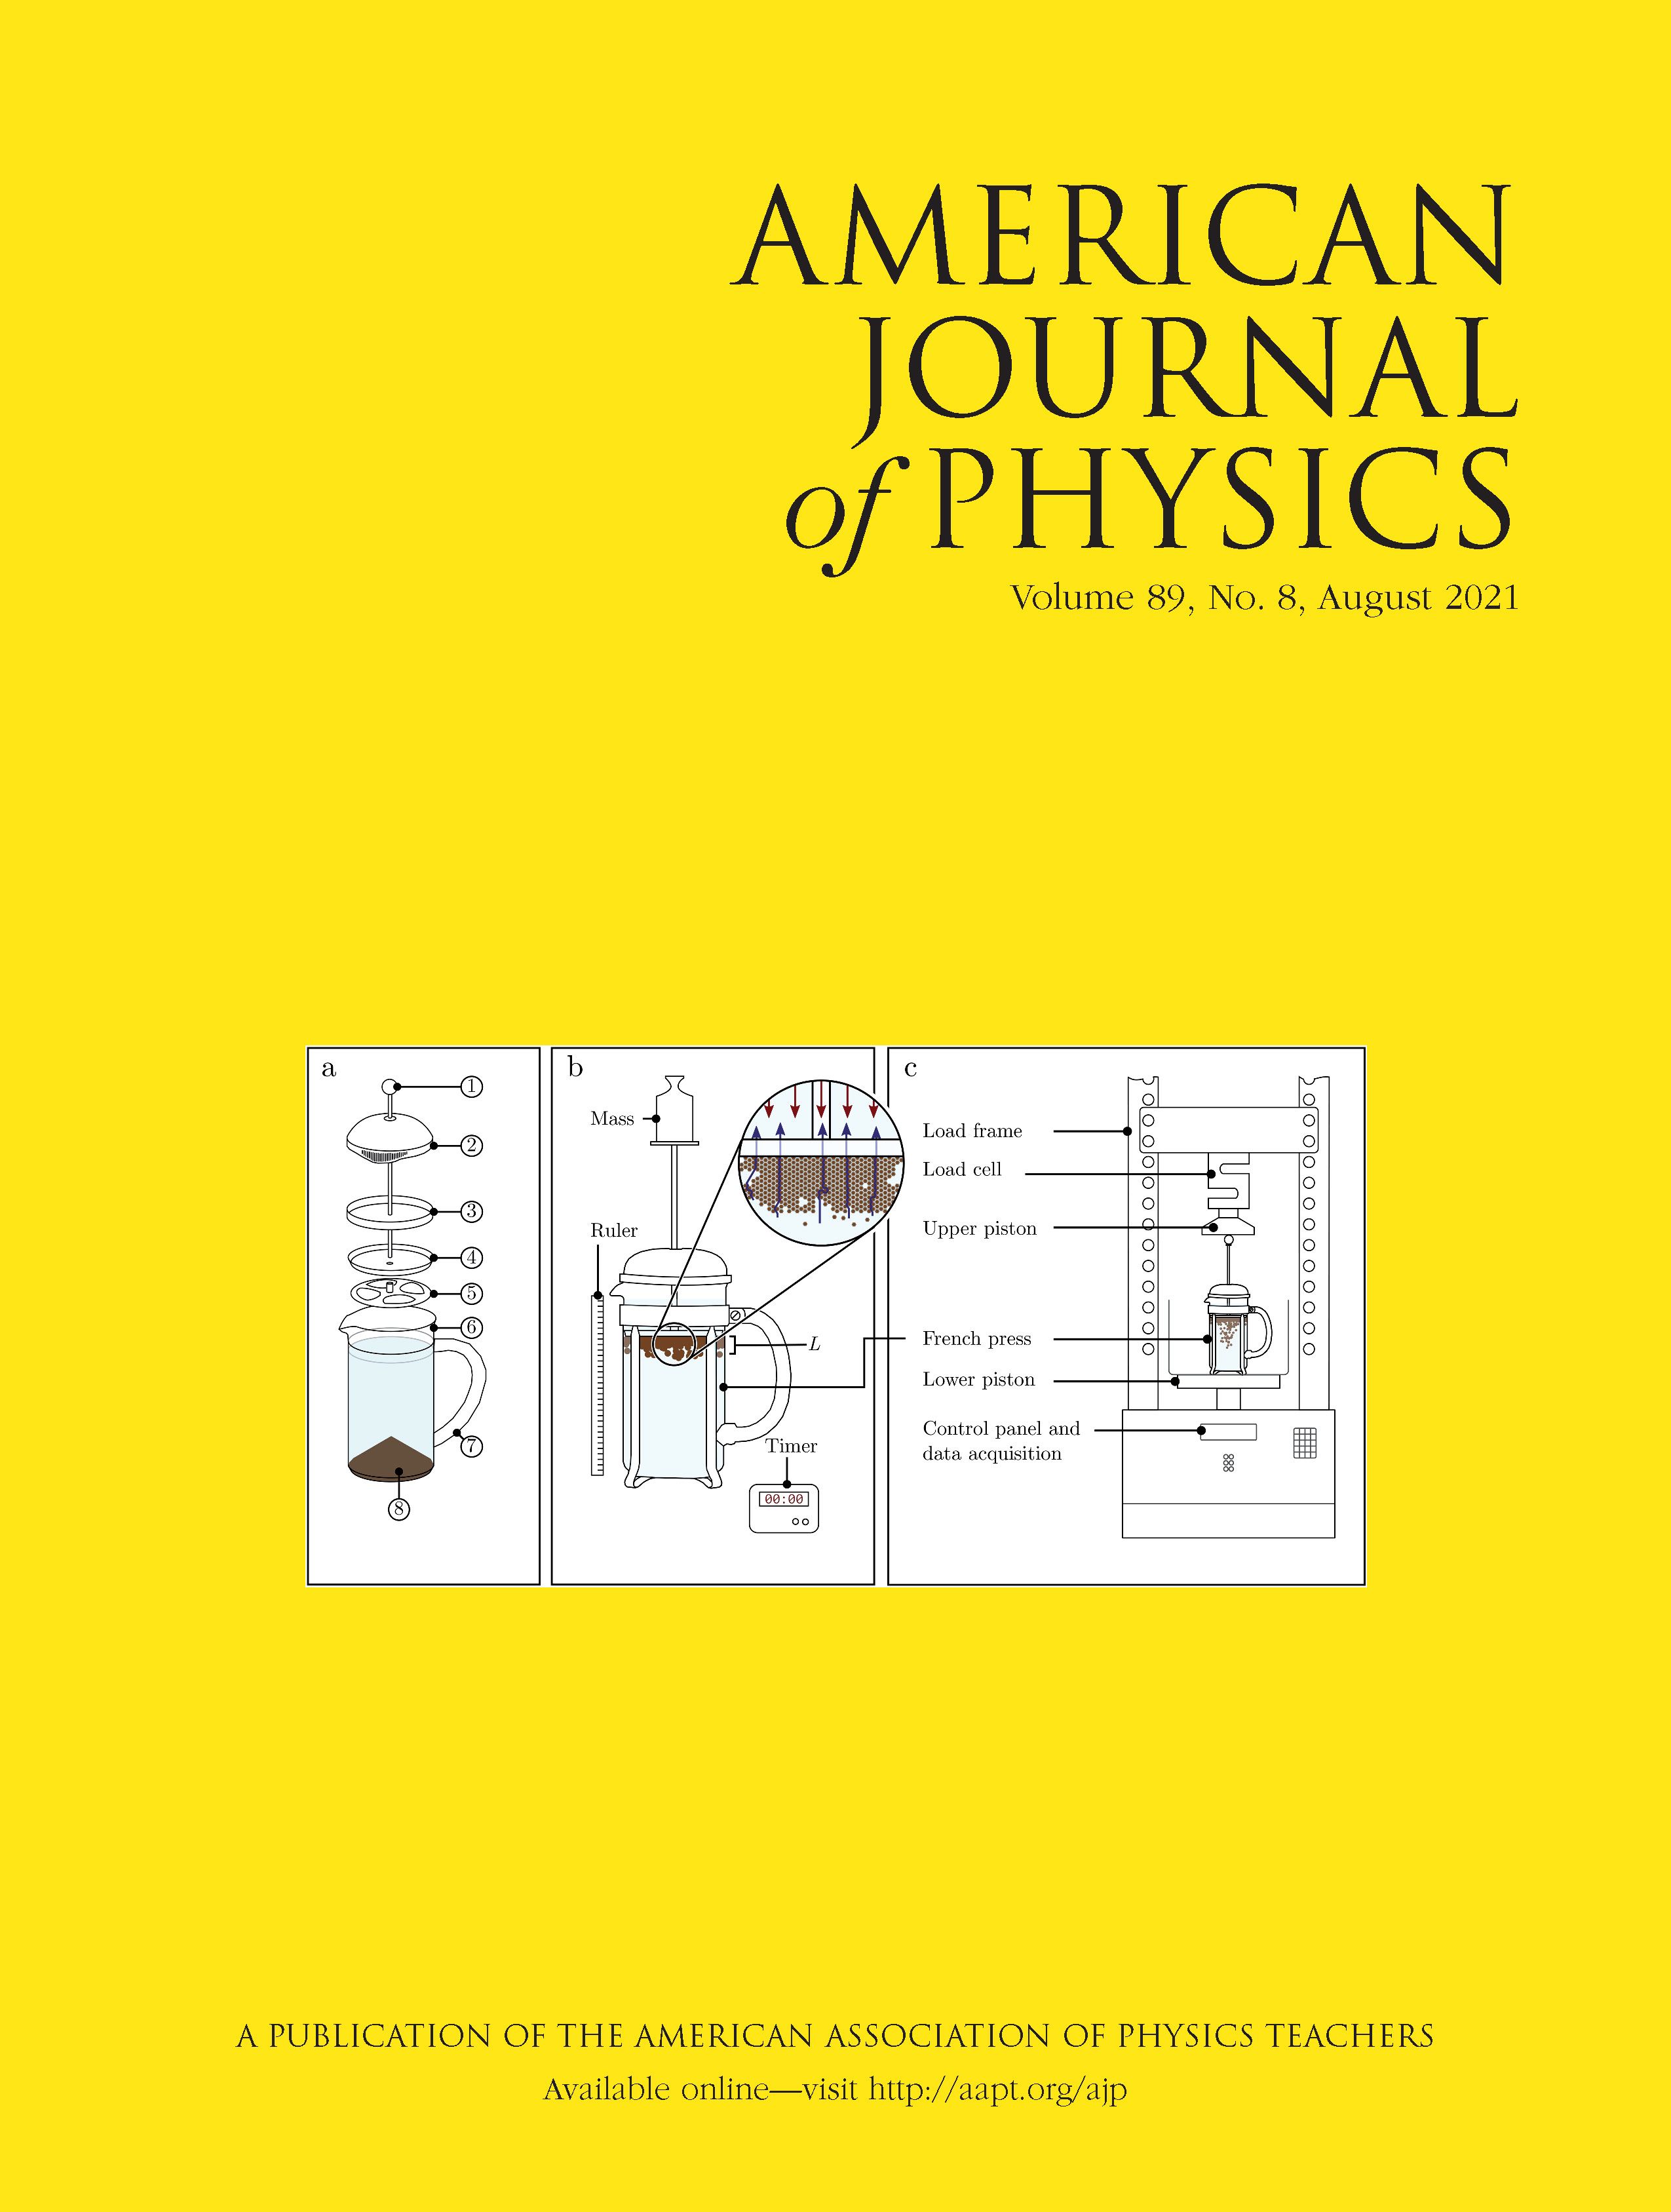 AMERICAN
JOURNAL
of PHYSICS
Volume 89, No. 8, August 2021
a
1
2
3
4
5
6
7
8
b
Mass
Ruler
L
Timer
00:00
c
Load frame
Load cell
Upper piston
French press
Lower piston
Control panel and
data acquisition
A PUBLICATION OF THE AMERICAN ASSOCIATION OF PHYSICS TEACHERS
Available online—visit http://aapt.org/ajp